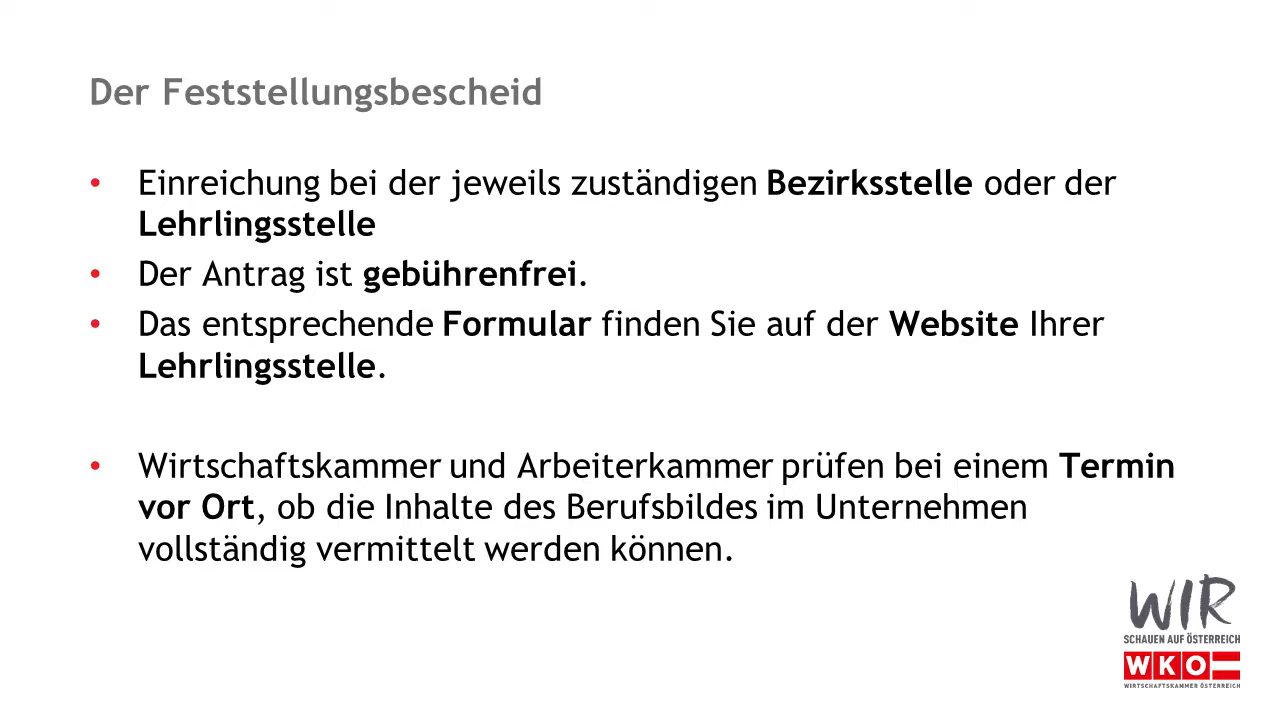 Der Feststellungsbescheid
• Einreichung bei der jeweils zuständigen Bezirksstelle oder der
Lehrlingsstelle
• Der Antrag ist gebührenfrei.
• Das entsprechende Formular finden Sie auf der Website Ihrer
Lehrlingsstelle.
• Wirtschaftskammer und Arbeiterkammer prüfen bei einem Termin
vor Ort, ob die Inhalte des Berufsbildes im Unternehmen
vollständig vermittelt werden können.
WIR
SCHAUEN AUF ÖSTERREICH
WKO
WIRTSCHAFTSKAMMER ÖSTERREICH